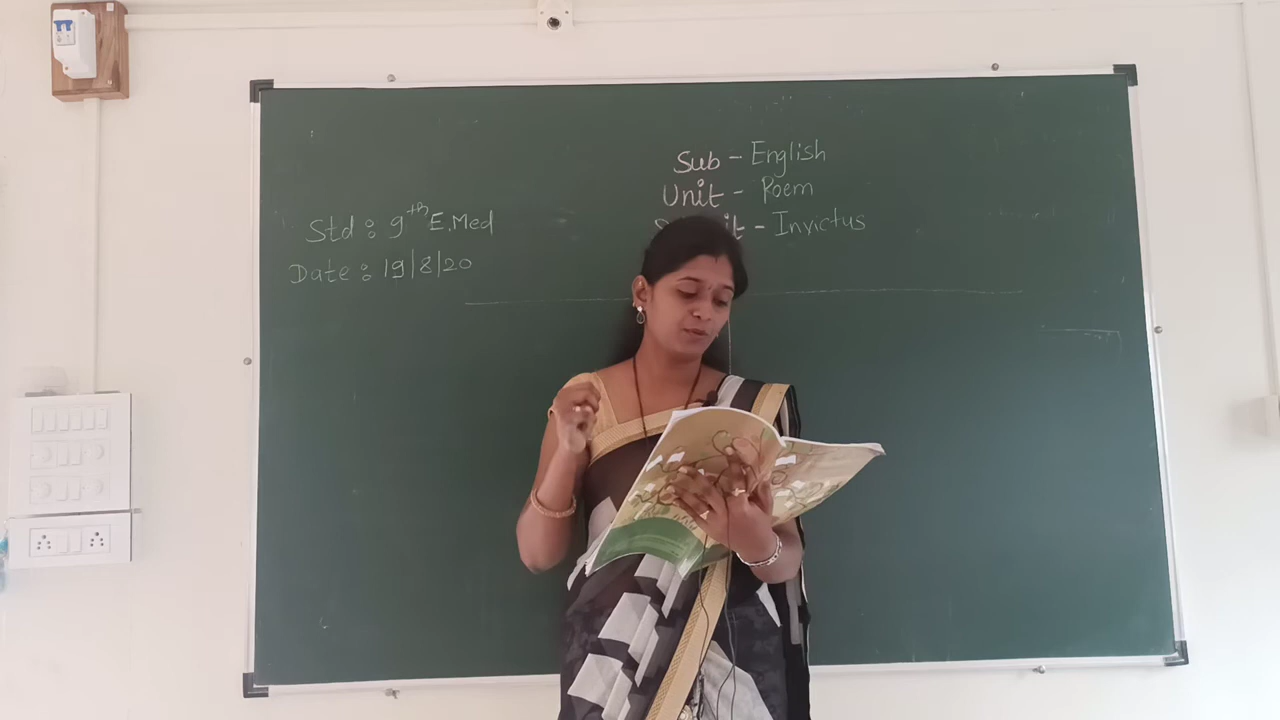 Sub - English
Unit - Poem
- Invictus
Std : 9th E.Med
Date : 19/8/20